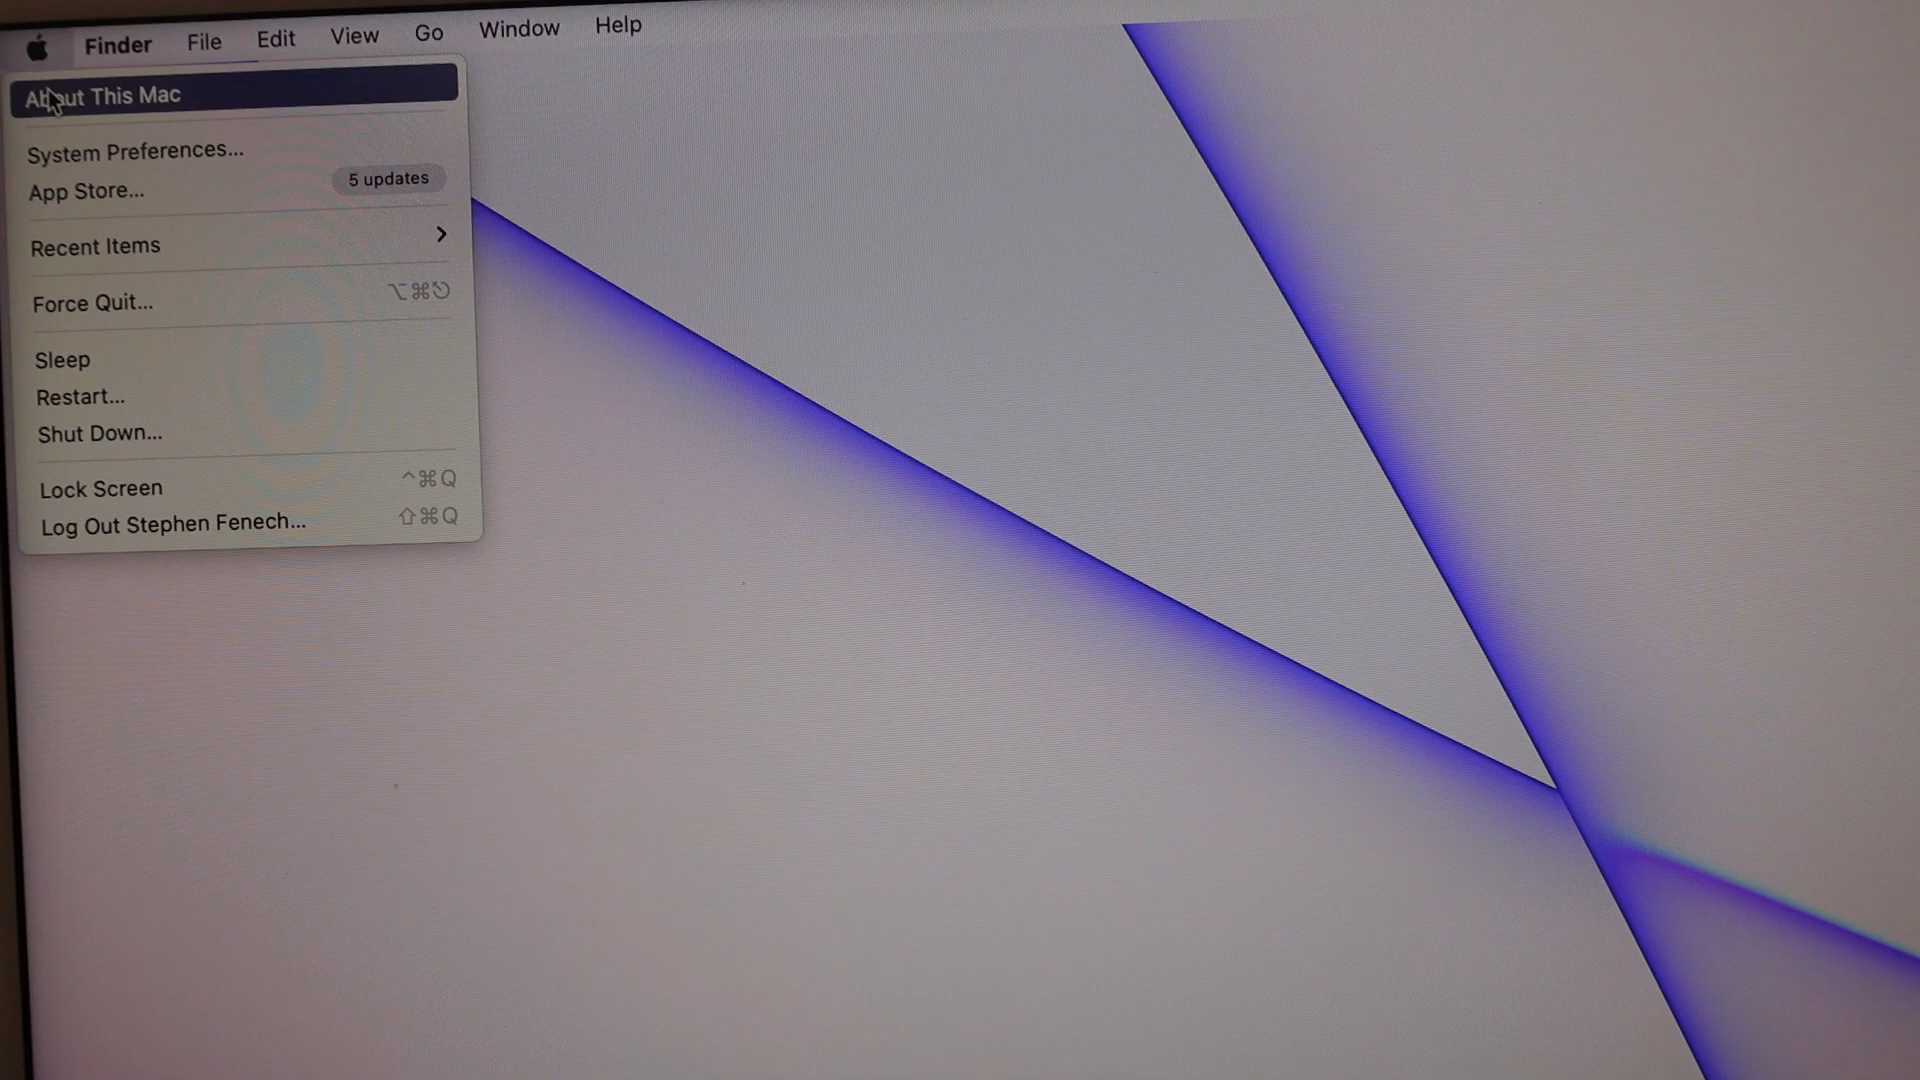 Finder File Edit View Go Window Help
About This Mac
System Preferences...
App Store... 5 updates
Recent Items
Force Quit... ⌥⌘⎋
Sleep
Restart...
Shut Down...
Lock Screen ^⌘Q
Log Out Stephen Fenech... ⇧⌘Q